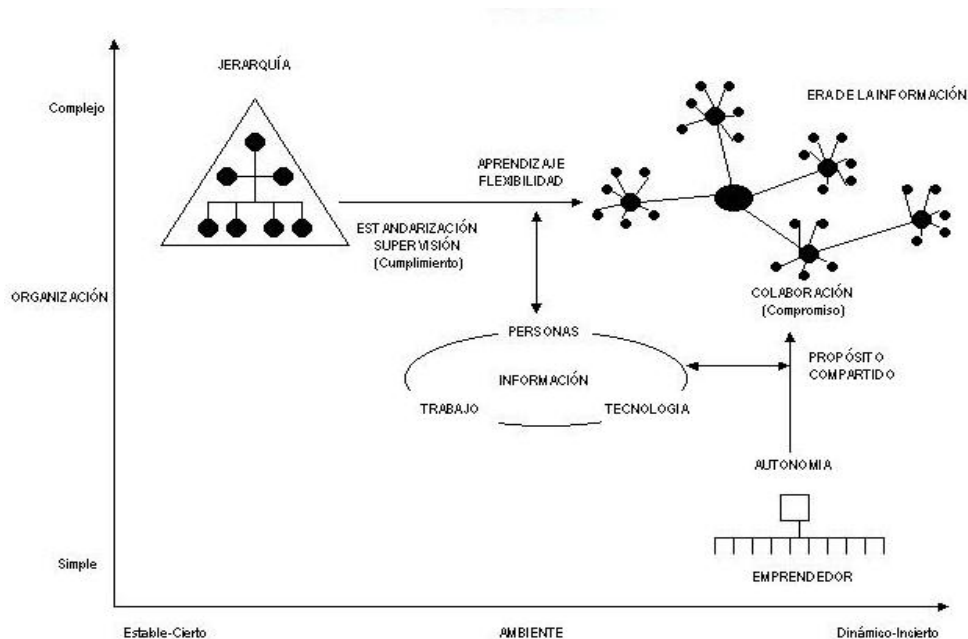 JERARQUÍA
Complejo
ERA DE LA INFORMACIÓN
APRENDIZAJE
FLEXIBILIDAD
ESTANDARIZACIÓN
SUPERVISIÓN
(Cumplimiento)
ORGANIZACIÓN
COLABORACIÓN
(Compromiso)
PERSONAS
INFORMACIÓN
TRABAJO
TECNOLOGIA
PROPÓSITO
COMPARTIDO
AUTONOMIA
Simple
EMPRENDEDOR
Estable-Cierto
AMBIENTE
Dinámico-Incierto